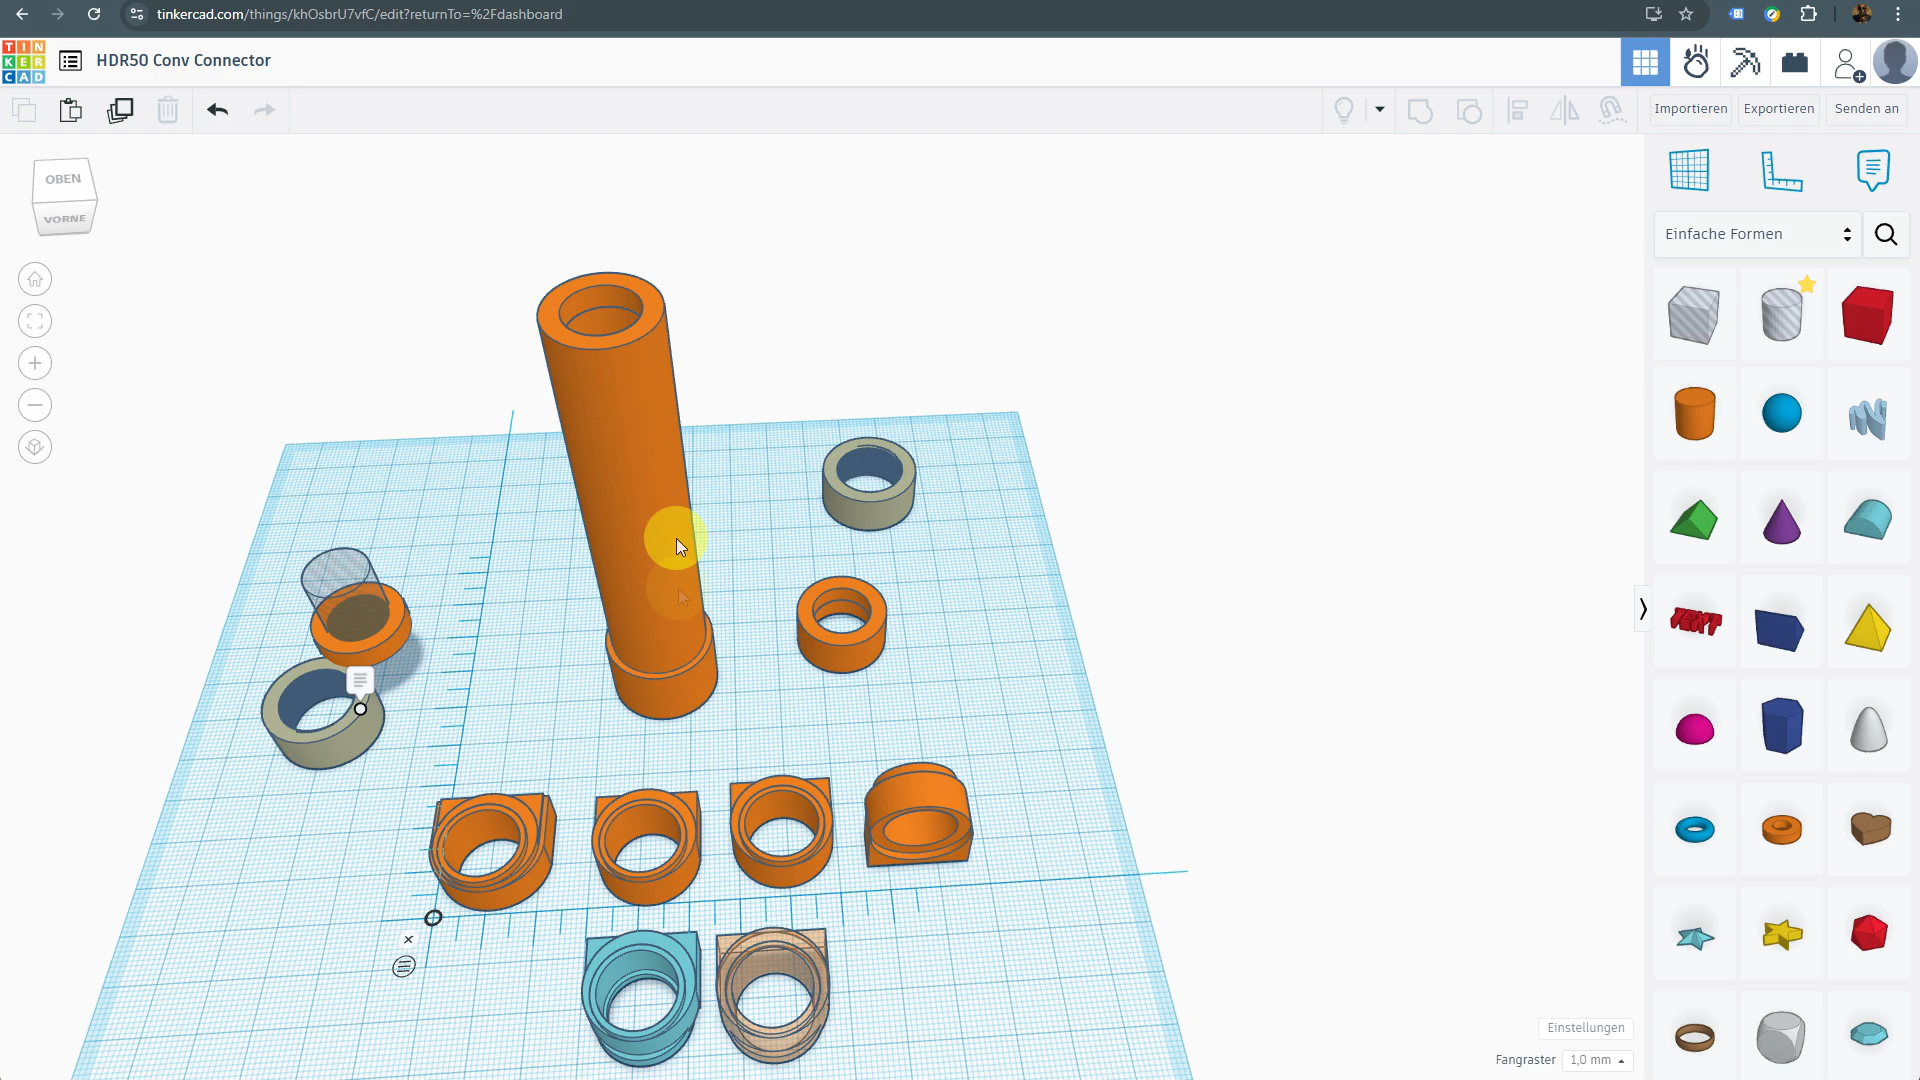 tinkercad.com/things/khOsbrU7vfC/edit?returnTo=%2Fdashboard
TIN
KER
CAD
HDR50 Conv Connector
Importieren
Exportieren
Senden an
OBEN
VORNE
Einfache Formen
TEXT
Einstellungen
Fangraster
1,0 mm